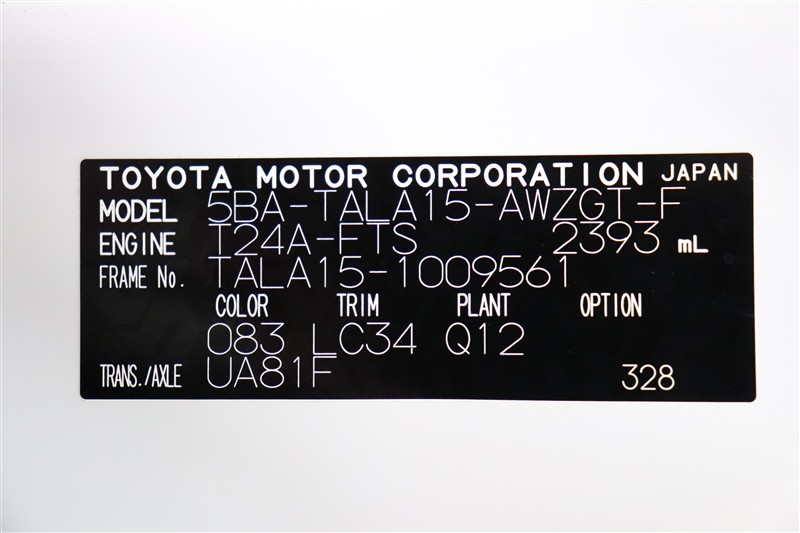 TOYOTA MOTOR CORPORATION JAPAN
MODEL 5BA-TALA15-AWZGT-F
ENGINE T24A-FTS 2393 mL
FRAME No. TALA15-1009561
COLOR TRIM PLANT OPTION
083 LC34 Q12
TRANS./AXLE UA81F 328